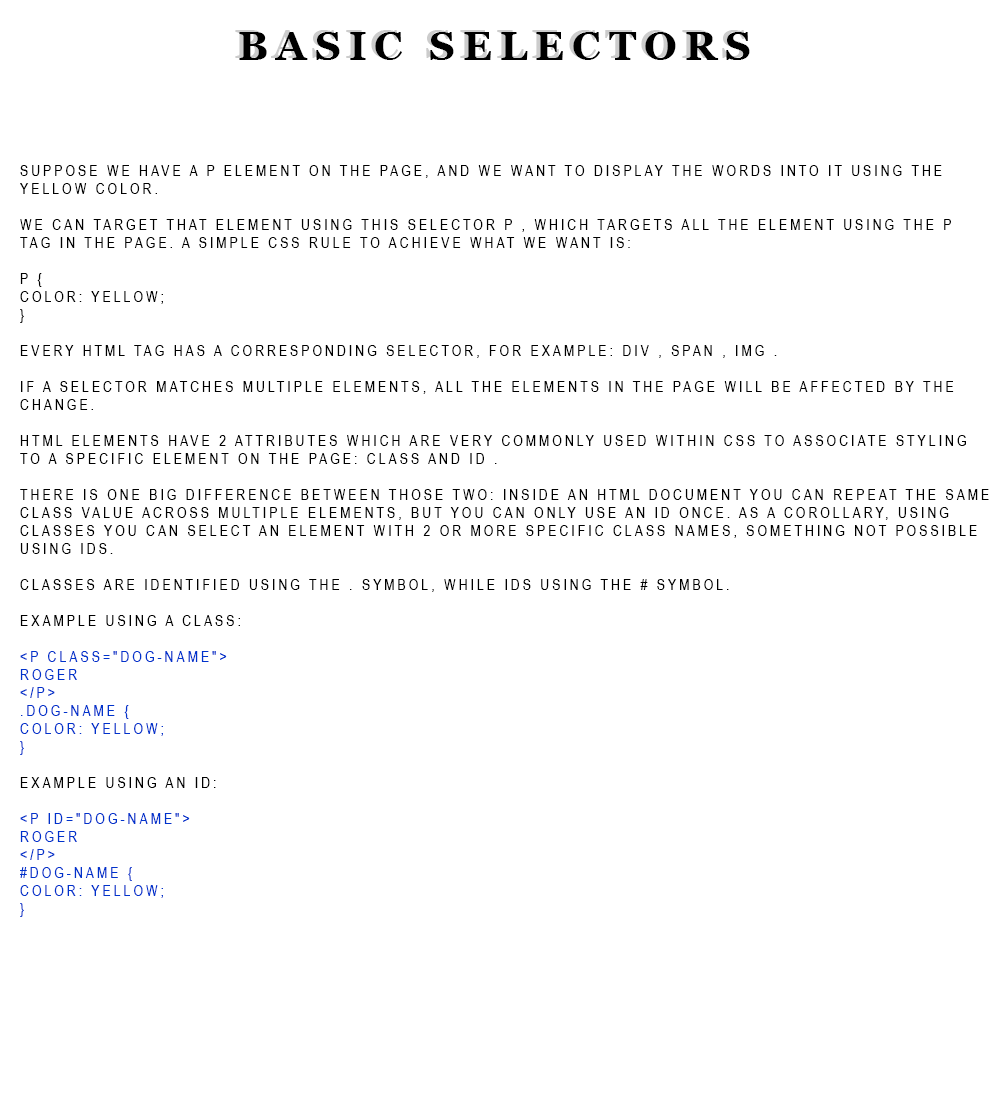 BASIC SELECTORS
SUPPOSE WE HAVE A P ELEMENT ON THE PAGE, AND WE WANT TO DISPLAY THE WORDS INTO IT USING THE
YELLOW COLOR.
WE CAN TARGET THAT ELEMENT USING THIS SELECTOR P , WHICH TARGETS ALL THE ELEMENT USING THE P
TAG IN THE PAGE. A SIMPLE CSS RULE TO ACHIEVE WHAT WE WANT IS:
P {
COLOR: YELLOW;
}
EVERY HTML TAG HAS A CORRESPONDING SELECTOR, FOR EXAMPLE: DIV , SPAN , IMG .
IF A SELECTOR MATCHES MULTIPLE ELEMENTS, ALL THE ELEMENTS IN THE PAGE WILL BE AFFECTED BY THE
CHANGE.
HTML ELEMENTS HAVE 2 ATTRIBUTES WHICH ARE VERY COMMONLY USED WITHIN CSS TO ASSOCIATE STYLING
TO A SPECIFIC ELEMENT ON THE PAGE: CLASS AND ID .
THERE IS ONE BIG DIFFERENCE BETWEEN THOSE TWO: INSIDE AN HTML DOCUMENT YOU CAN REPEAT THE SAME
CLASS VALUE ACROSS MULTIPLE ELEMENTS, BUT YOU CAN ONLY USE AN ID ONCE. AS A COROLLARY, USING
CLASSES YOU CAN SELECT AN ELEMENT WITH 2 OR MORE SPECIFIC CLASS NAMES, SOMETHING NOT POSSIBLE
USING IDS.
CLASSES ARE IDENTIFIED USING THE . SYMBOL, WHILE IDS USING THE # SYMBOL.
EXAMPLE USING A CLASS:
<P CLASS="DOG-NAME">
ROGER
</P>
.DOG-NAME {
COLOR: YELLOW;
}
EXAMPLE USING AN ID:
<P ID="DOG-NAME">
ROGER
</P>
#DOG-NAME {
COLOR: YELLOW;
}